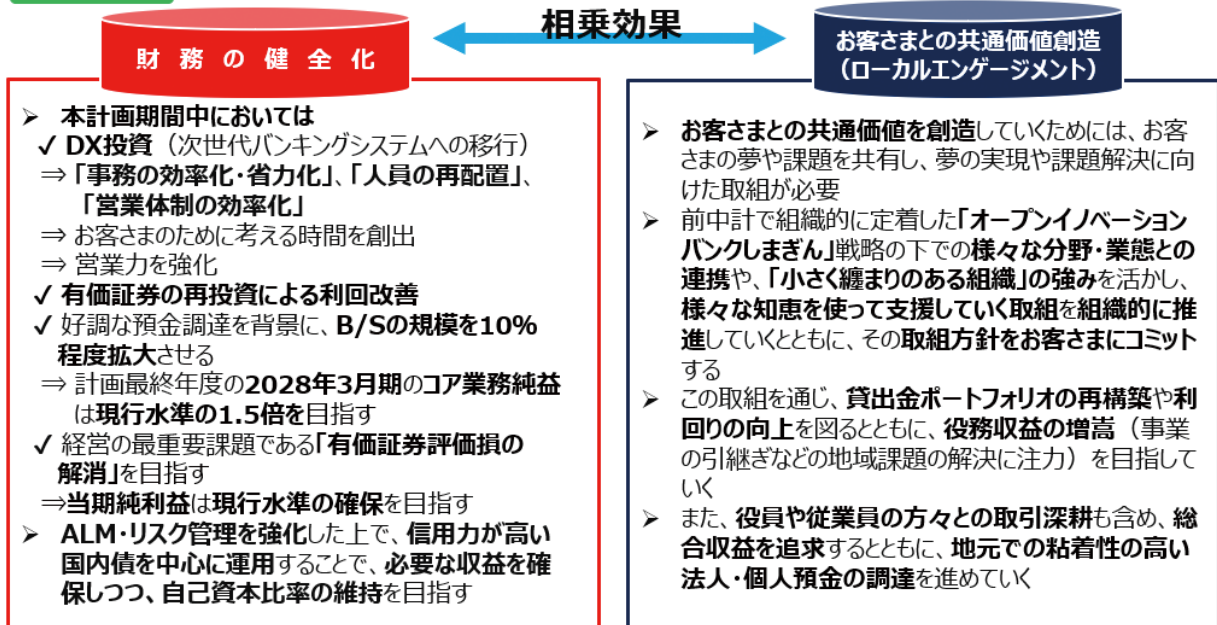 相乗効果
財務の健全化
➢ 本計画期間中においては
✓ DX投資（次世代バンキングシステムへの移行）
⇒「事務の効率化・省力化」、「人員の再配置」、
「営業体制の効率化」
⇒ お客さまのために考える時間を創出
⇒ 営業力を強化
✓ 有価証券の再投資による利回改善
✓ 好調な預金調達を背景に、B/Sの規模を10%
程度拡大させる
⇒ 計画最終年度の2028年3月期のコア業務純益
は現行水準の1.5倍を目指す
✓ 経営の最重要課題である「有価証券評価損の
解消」を目指す
⇒当期純利益は現行水準の確保を目指す
➢ ALM・リスク管理を強化した上で、信用力が高い
国内債を中心に運用することで、必要な収益を確
保しつつ、自己資本比率の維持を目指す
お客さまとの共通価値創造
（ローカルエンゲージメント）
➢ お客さまとの共通価値を創造していくためには、お客
さまの夢や課題を共有し、夢の実現や課題解決に向
けた取組が必要
➢ 前中計で組織的に定着した「オープンイノベーション
バンクしまぎん」戦略の下での様々な分野・業態との
連携や、「小さく纏まりのある組織」の強みを活かし、
様々な知恵を使って支援していく取組を組織的に推
進していくとともに、その取組方針をお客さまにコミット
する
➢ この取組を通じ、貸出金ポートフォリオの再構築や利
回りの向上を図るとともに、役務収益の増嵩（事業
の引継ぎなどの地域課題の解決に注力）を目指して
いく
➢ また、役員や従業員の方々との取引深耕も含め、総
合収益を追求するとともに、地元での粘着性の高い
法人・個人預金の調達を進めていく